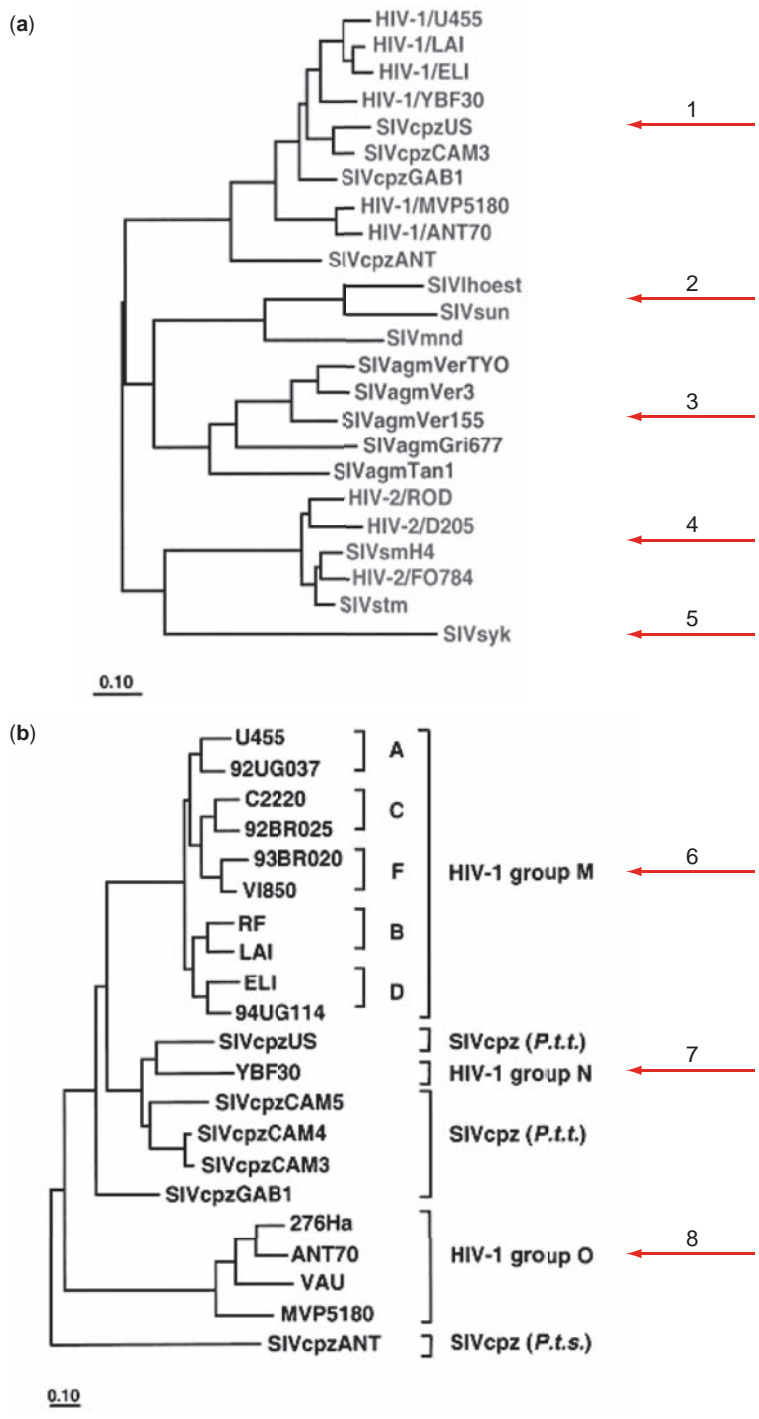 (a)
HIV-1/U455
HIV-1/LAI
HIV-1/ELI
HIV-1/YBF30
1
SIVcpzUS
SIVcpzCAM3
SIVcpzGAB1
HIV-1/MVP5180
HIV-1/ANT70
SIVcpzANT
SIVlhoest
2
SIVsun
SIVmnd
SIVagmVerTYO
SIVagmVer3
3
SIVagmVer155
SIVagmGri677
SIVagmTan1
HIV-2/ROD
HIV-2/D205
4
SIVsmH4
HIV-2/FO784
SIVstm
SIVsyk
5
0.10
(b)
U455
A
92UG037
C2220
C
92BR025
93BR020
F
HIV-1 group M
6
VI850
RF
B
LAI
ELI
D
94UG114
SIVcpzUS
SIVcpz (P.t.t.)
YBF30
HIV-1 group N
7
SIVcpzCAM5
SIVcpzCAM4
SIVcpz (P.t.t.)
SIVcpzCAM3
SIVcpzGAB1
276Ha
ANT70
HIV-1 group O
8
VAU
MVP5180
SIVcpzANT
SIVcpz (P.t.s.)
0.10